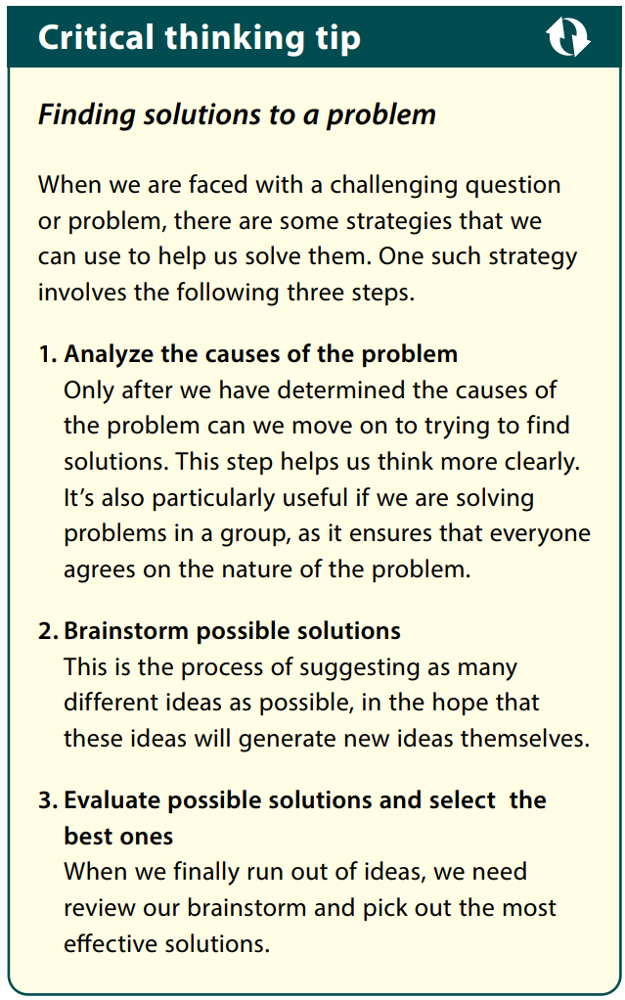 Critical thinking tip
Finding solutions to a problem
When we are faced with a challenging question
or problem, there are some strategies that we
can use to help us solve them. One such strategy
involves the following three steps.
1. Analyze the causes of the problem
Only after we have determined the causes of
the problem can we move on to trying to find
solutions. This step helps us think more clearly.
It’s also particularly useful if we are solving
problems in a group, as it ensures that everyone
agrees on the nature of the problem.
2. Brainstorm possible solutions
This is the process of suggesting as many
different ideas as possible, in the hope that
these ideas will generate new ideas themselves.
3. Evaluate possible solutions and select the
best ones
When we finally run out of ideas, we need
review our brainstorm and pick out the most
effective solutions.